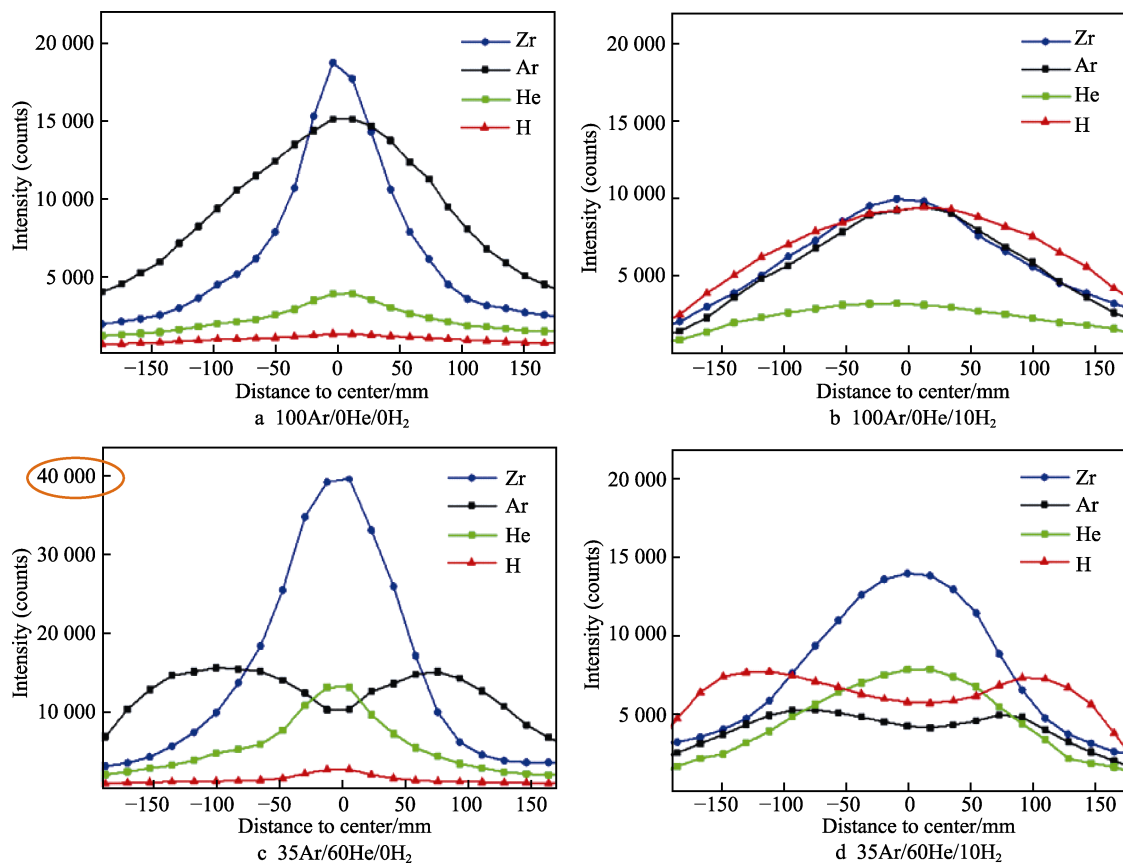 20 000
15 000
10 000
5 000
Intensity (counts)
Zr
Ar
He
H
−150
−100
−50
0
50
100
150
Distance to center/mm
a 100Ar/0He/0H₂
20 000
15 000
10 000
5 000
Intensity (counts)
Zr
Ar
He
H
−150
−100
−50
0
50
100
150
Distance to center/mm
b 100Ar/0He/10H₂
40 000
30 000
20 000
10 000
Intensity (counts)
Zr
Ar
He
H
−150
−100
−50
0
50
100
150
Distance to center/mm
c 35Ar/60He/0H₂
20 000
15 000
10 000
5 000
Intensity (counts)
Zr
Ar
He
H
−150
−100
−50
0
50
100
150
Distance to center/mm
d 35Ar/60He/10H₂